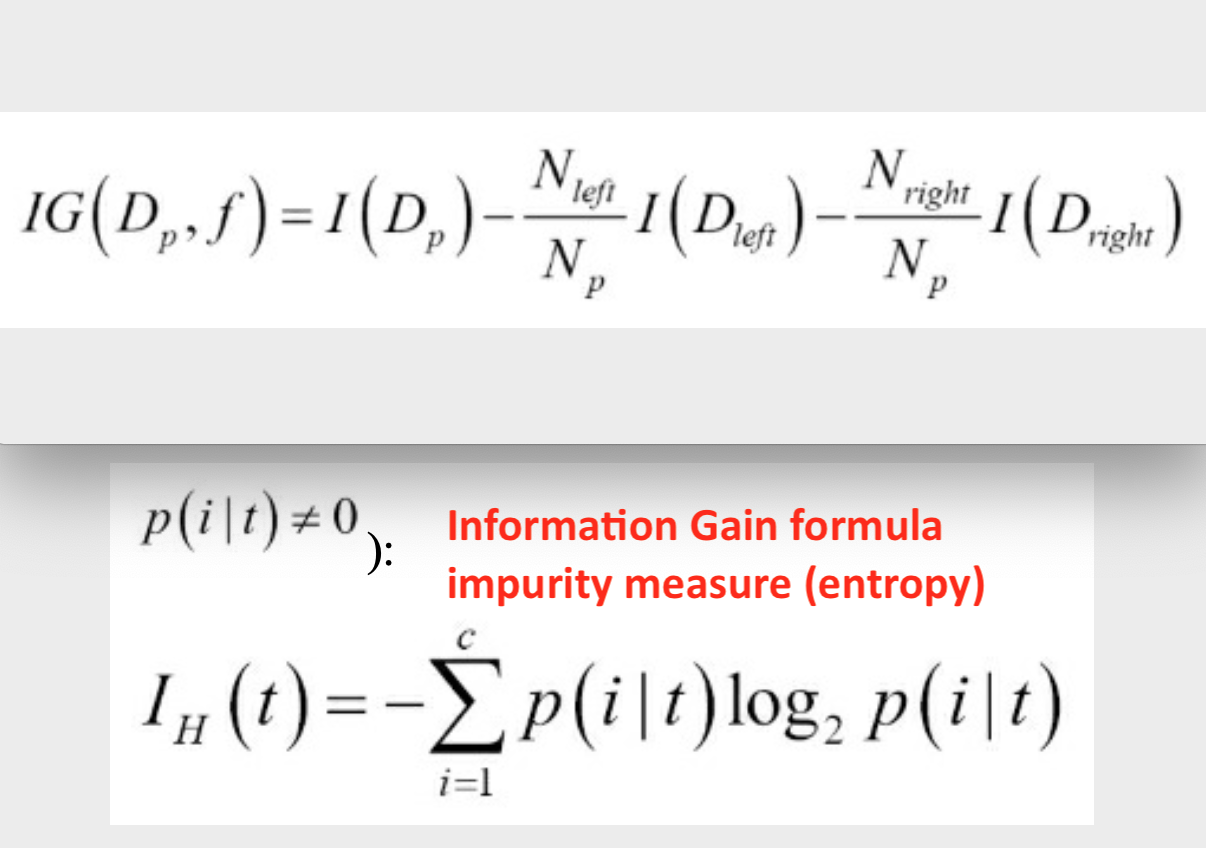 IG(D_p, f) = I(D_p) − \frac{N_{left}}{N_p} I(D_{left}) − \frac{N_{right}}{N_p} I(D_{right})
p(i|t) ≠ 0 ): Information Gain formula
impurity measure (entropy)
I_H(t) = −\sum_{i=1}^{c} p(i|t) log_2 p(i|t)